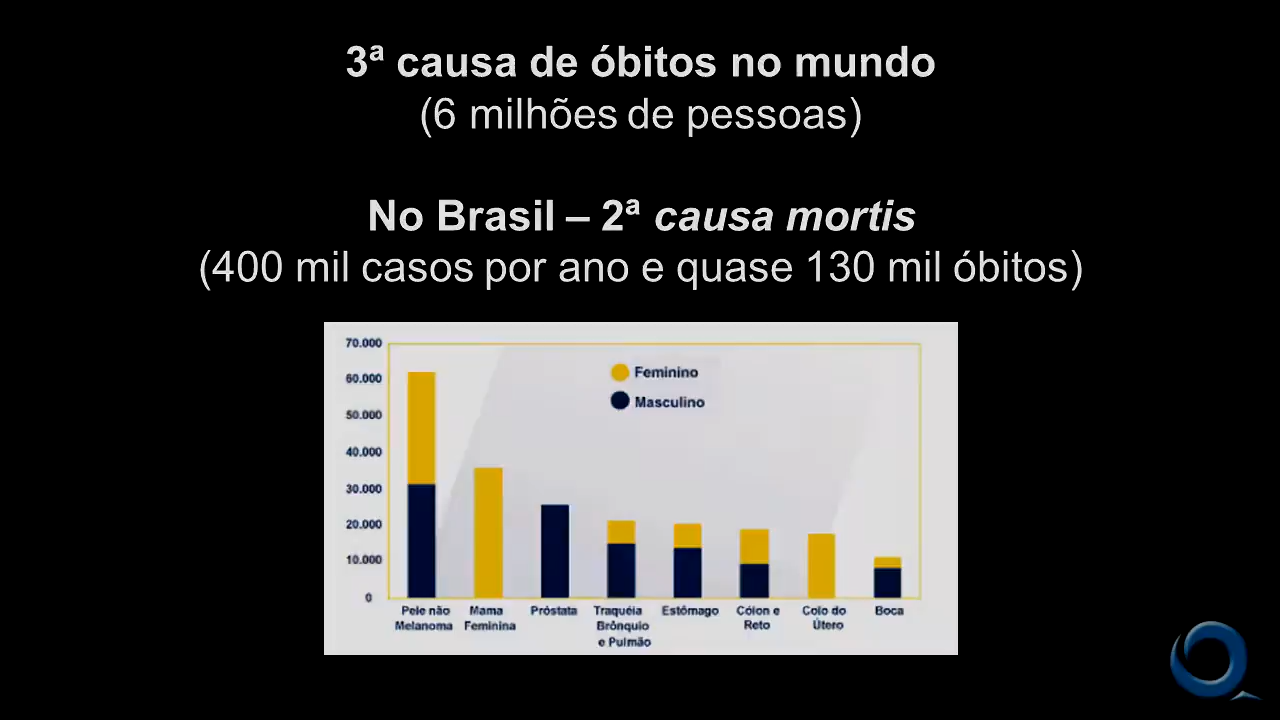 3ª causa de óbitos no mundo
(6 milhões de pessoas)
No Brasil – 2ª causa mortis
(400 mil casos por ano e quase 130 mil óbitos)
70.000
60.000
50.000
40.000
30.000
20.000
10.000
0
Feminino
Masculino
Pele não
Melanoma
Mama
Feminina
Próstata
Traquéia
Brônquio
e Pulmão
Estômago
Cólon e
Reto
Colo do
Útero
Boca